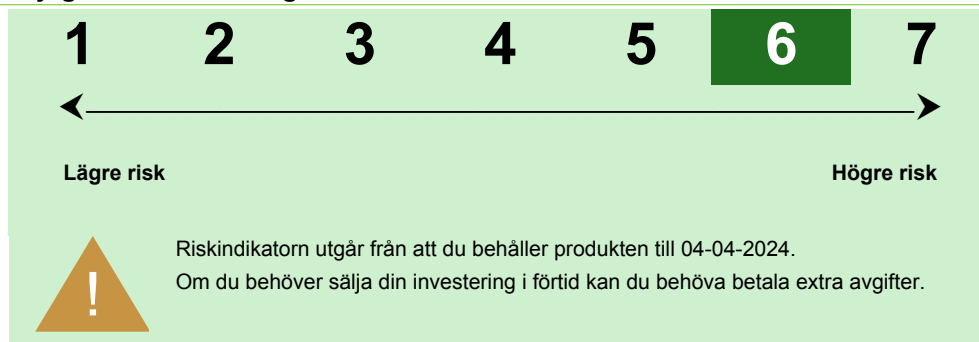 1 2 3 4 5 6 7
Lägre risk Högre risk
!
Riskindikatorn utgår från att du behåller produkten till 04-04-2024.
Om du behöver sälja din investering i förtid kan du behöva betala extra avgifter.